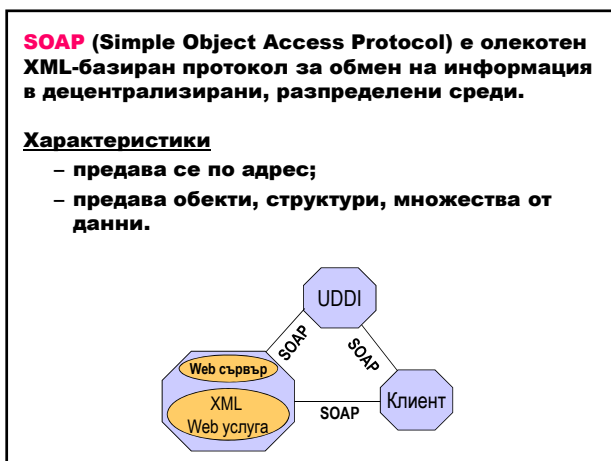 SOAP (Simple Object Access Protocol) е олекотен
XML-базиран протокол за обмен на информация
в децентрализирани, разпределени среди.
Характеристики
– предава се по адрес;
– предава обекти, структури, множества от
данни.
UDDI
SOAP
SOAP
Web сървър
XML
Web услуга
SOAP
Клиент